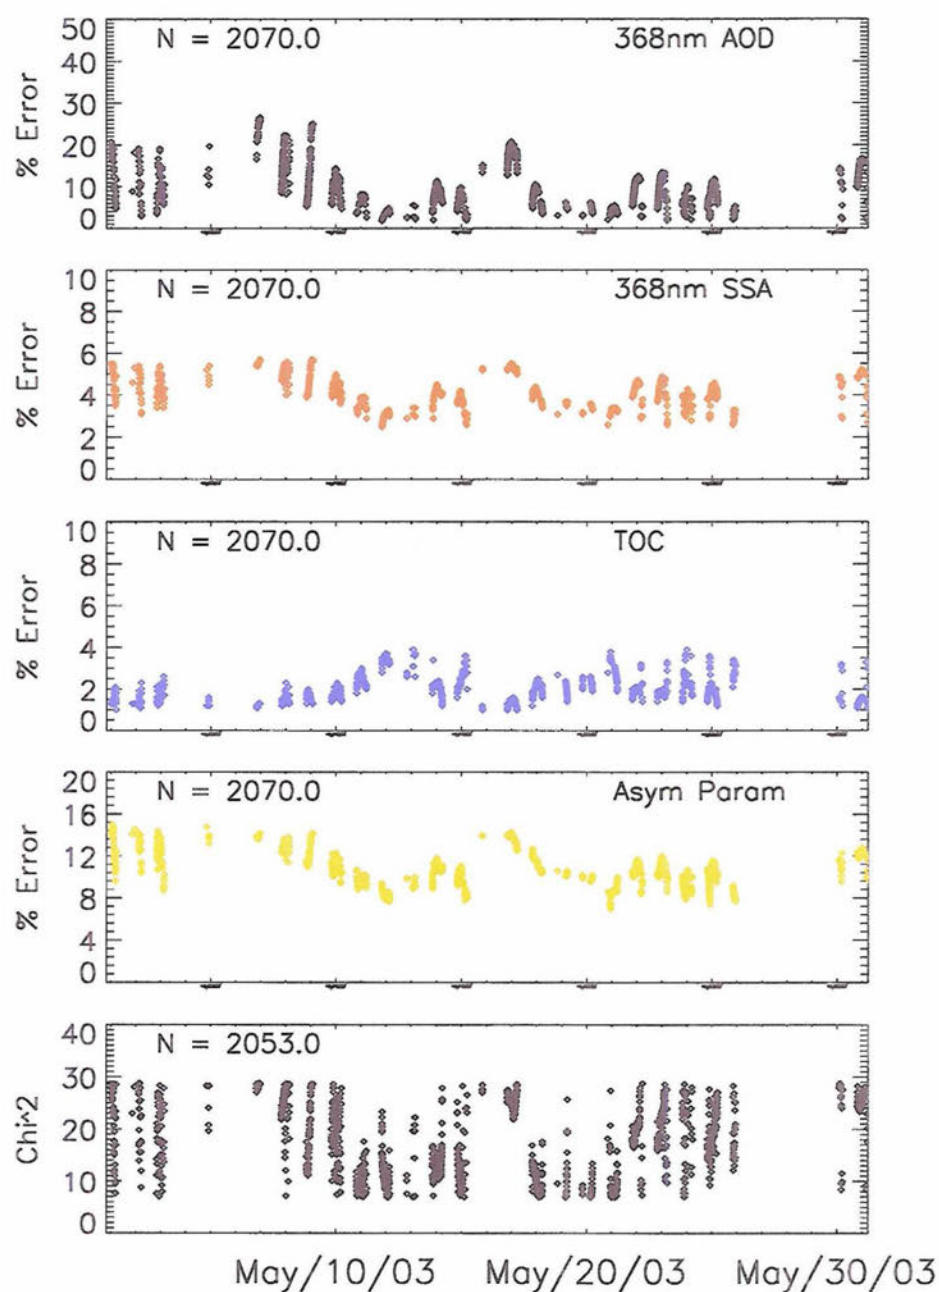 N = 2070.0 368nm AOD
50
40
30
20
10
0
% Error
N = 2070.0 368nm SSA
10
8
6
4
2
0
% Error
N = 2070.0 TOC
10
8
6
4
2
0
% Error
N = 2070.0 Asym Param
20
16
12
8
4
0
% Error
N = 2053.0
40
30
20
10
0
Chi^2
May/10/03 May/20/03 May/30/03